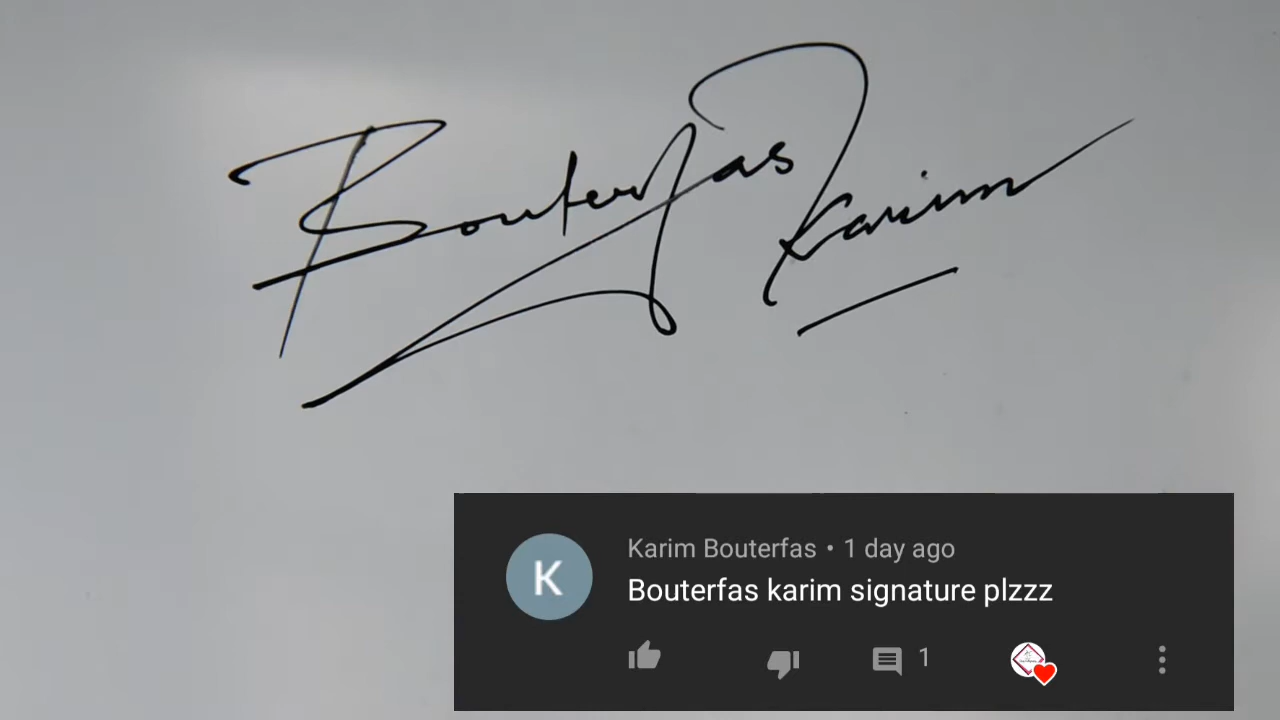 Bouterfas Karim
K
Karim Bouterfas • 1 day ago
Bouterfas karim signature plzzz
1